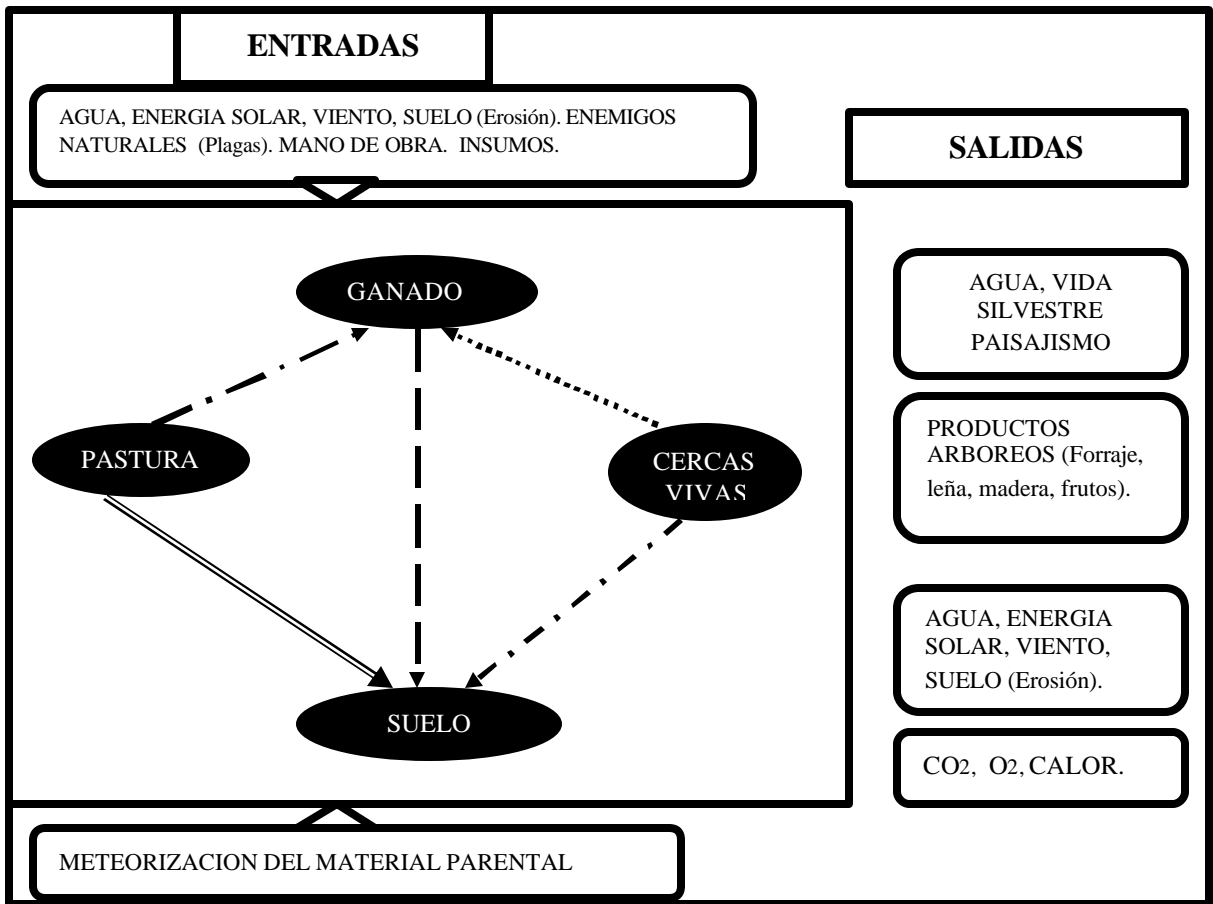 ENTRADAS
AGUA, ENERGIA SOLAR, VIENTO, SUELO (Erosión). ENEMIGOS
NATURALES (Plagas). MANO DE OBRA. INSUMOS.
SALIDAS
GANADO
PASTURA
CERCAS
VIVAS
SUELO
AGUA, VIDA
SILVESTRE
PAISAJISMO
PRODUCTOS
ARBOREOS (Forraje,
leña, madera, frutos).
AGUA, ENERGIA
SOLAR, VIENTO,
SUELO (Erosión).
CO2, O2, CALOR.
METEORIZACION DEL MATERIAL PARENTAL